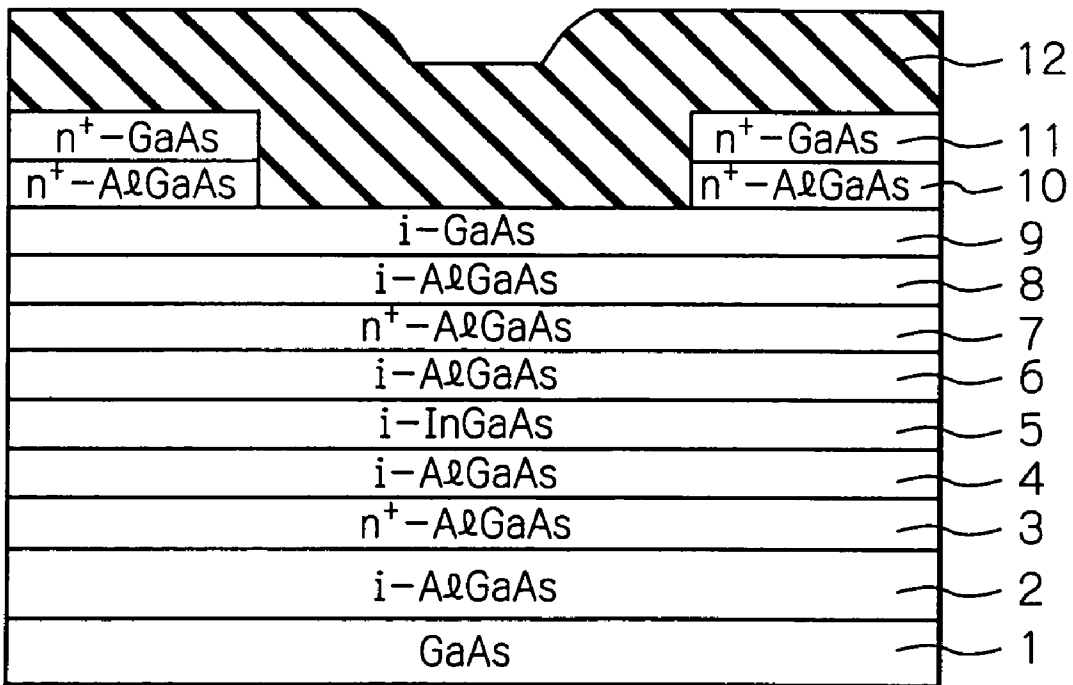 12
n⁺-GaAs n⁺-GaAs 11
n⁺-AlGaAs n⁺-AlGaAs 10
i-GaAs 9
i-AlGaAs 8
n⁺-AlGaAs 7
i-AlGaAs 6
i-InGaAs 5
i-AlGaAs 4
n⁺-AlGaAs 3
i-AlGaAs 2
GaAs 1